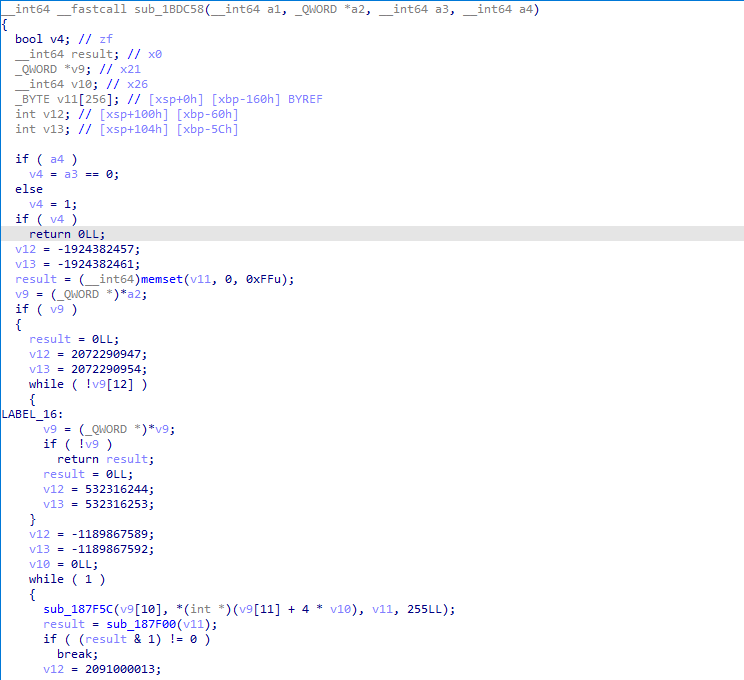 __int64 __fastcall sub_1BDC58(__int64 a1, _QWORD *a2, __int64 a3, __int64 a4)
{
  bool v4; // zf
  __int64 result; // x0
  _QWORD *v9; // x21
  __int64 v10; // x26
  _BYTE v11[256]; // [xsp+0h] [xbp-160h] BYREF
  int v12; // [xsp+100h] [xbp-60h]
  int v13; // [xsp+104h] [xbp-5Ch]

  if ( a4 )
    v4 = a3 == 0;
  else
    v4 = 1;
  if ( v4 )
    return 0LL;
  v12 = -1924382457;
  v13 = -1924382461;
  result = (__int64)memset(v11, 0, 0xFFu);
  v9 = (_QWORD *)*a2;
  if ( v9 )
  {
    result = 0LL;
    v12 = 2072290947;
    v13 = 2072290954;
    while ( !v9[12] )
    {
LABEL_16:
      v9 = (_QWORD *)*v9;
      if ( !v9 )
        return result;
      result = 0LL;
      v12 = 532316244;
      v13 = 532316253;
    }
    v12 = -1189867589;
    v13 = -1189867592;
    v10 = 0LL;
    while ( 1 )
    {
      sub_187F5C(v9[10], *(int *)(v9[11] + 4 * v10), v11, 255LL);
      result = sub_187F00(v11);
      if ( (result & 1) != 0 )
        break;
      v12 = 2091000013;